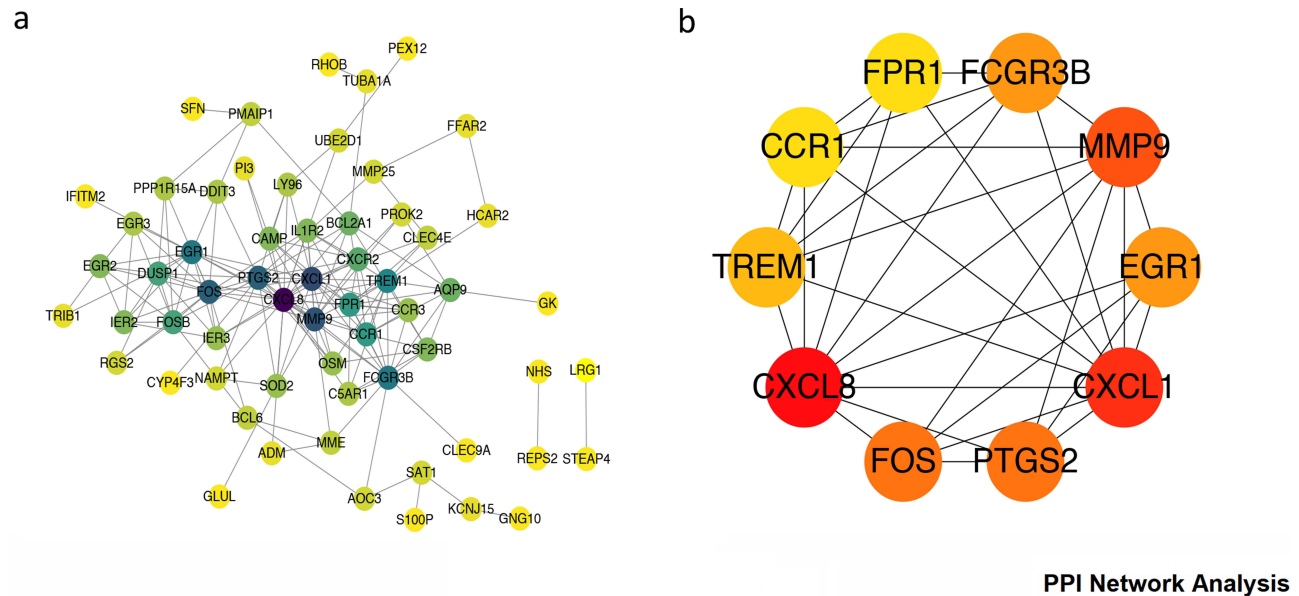 a
b
PEX12
RHOB
TUBA1A
SFN
PMAIP1
FFAR2
UBE2D1
PI3
MMP25
LY96
PPP1R15A
DDIT3
IFITM2
PROK2
HCAR2
EGR3
BCL2A1
IL1R2
CAMP
CLEC4E
EGR1
CXCR2
EGR2
DUSP1
PTGS2
CXCL1
TREM1
FOS
AQP9
CXCL8
FPR1
GK
CCR3
TRIB1
IER2
FOSB
MMP9
IER3
CCR1
CSF2RB
RGS2
OSM
CYP4F3
NAMPT
SOD2
FCGR3B
C5AR1
NHS
LRG1
BCL6
MME
ADM
CLEC9A
REPS2
STEAP4
SAT1
GLUL
AOC3
KCNJ15
S100P
GNG10
FPR1
FCGR3B
CCR1
MMP9
TREM1
EGR1
CXCL8
CXCL1
FOS
PTGS2
PPI Network Analysis